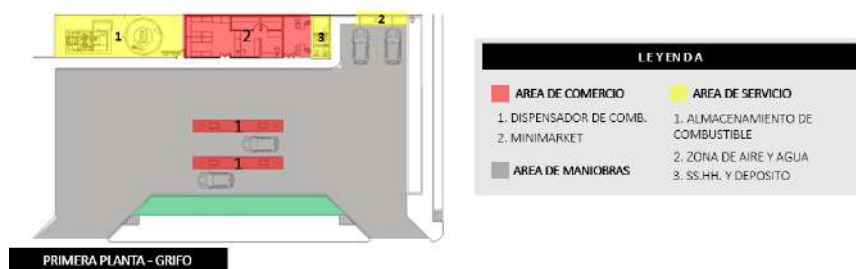 2
1
2
3
1
1
PRIMERA PLANTA - GRIFO
LEYENDA
AREA DE COMERCIO
1. DISPENSADOR DE COMB.
2. MINIMARKET
AREA DE MANIOBRAS
AREA DE SERVICIO
1. ALMACENAMIENTO DE
COMBUSTIBLE
2. ZONA DE AIRE Y AGUA
3. SS.HH. Y DEPOSITO